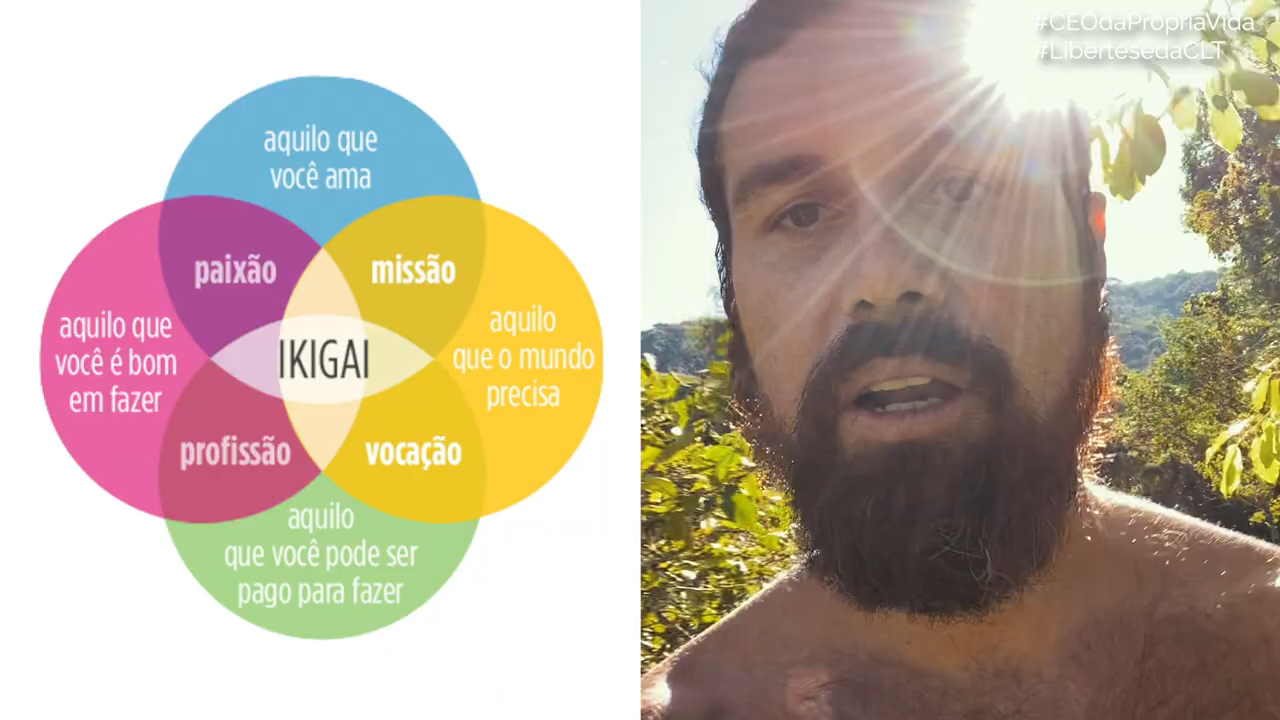 aquilo que
você ama
paixão
missão
aquilo que
você é bom
em fazer
IKIGAI
aquilo
que o mundo
precisa
profissão
vocação
aquilo
que você pode ser
pago para fazer
#CEOdaPropriaVida
#LibertesedaCLT